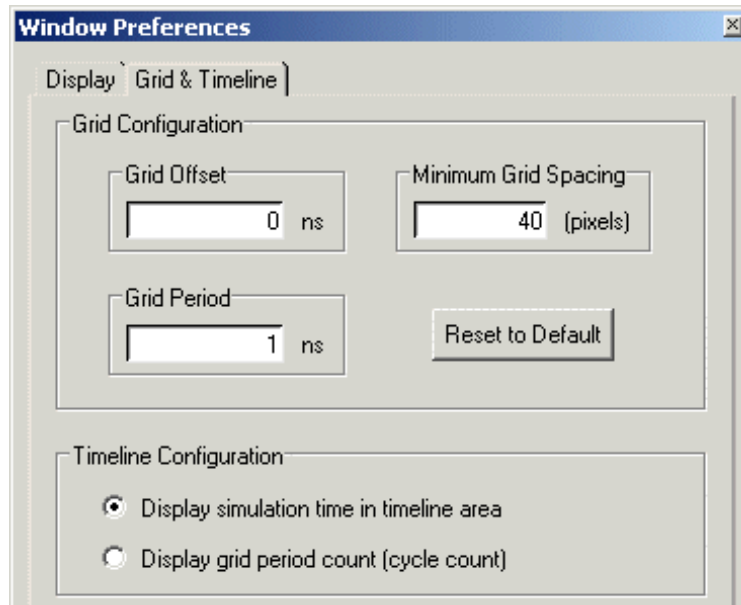 Window Preferences
Display Grid & Timeline
Grid Configuration
Grid Offset
0 ns
Minimum Grid Spacing
40 (pixels)
Grid Period
1 ns
Reset to Default
Timeline Configuration
Display simulation time in timeline area
Display grid period count (cycle count)